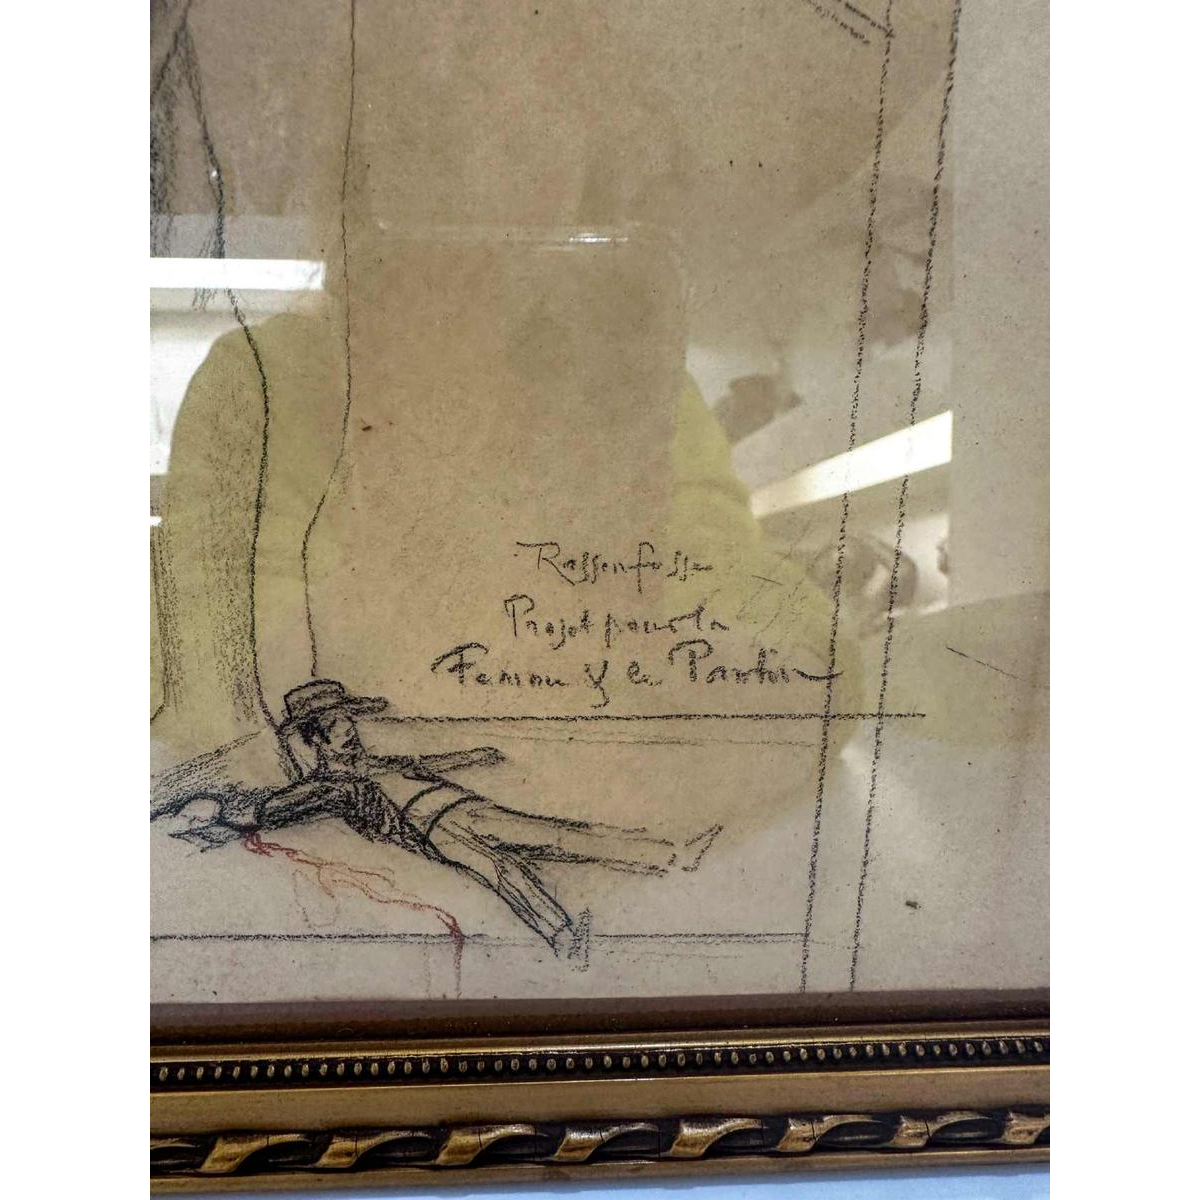 Rassenfosse
Projet pour la
Femme & le Pantin